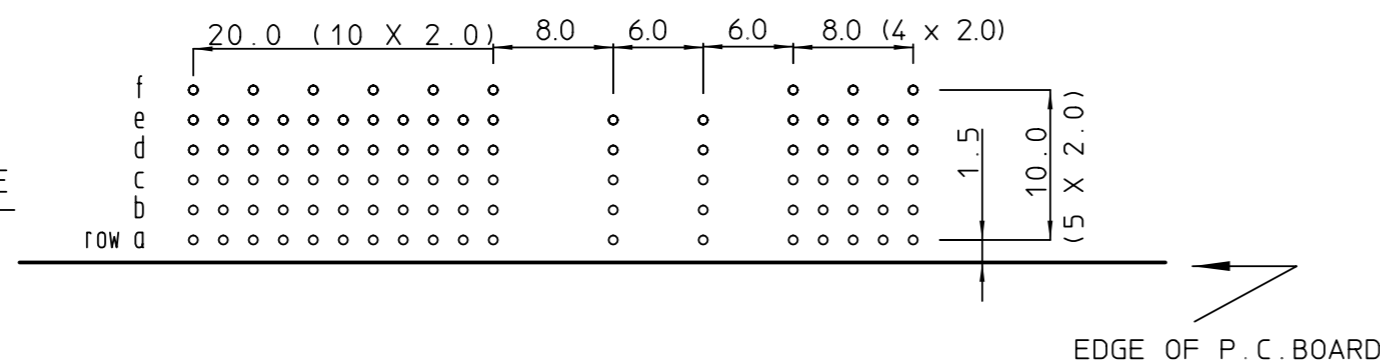 20.0 (10 X 2.0) 8.0 6.0 6.0 8.0 (4 x 2.0)
f
e
d
c
b
row a
E
1.5
10.0
(5 X 2.0)
EDGE OF P.C.BOARD